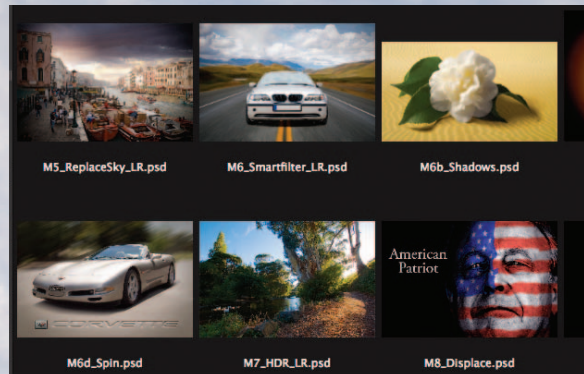 M5_ReplaceSky_LR.psd
M6_Smartfilter_LR.psd
M6b_Shadows.psd
CORVETTE
American
Patriot
M6d_Spin.psd
M7_HDR_LR.psd
M8_Displace.psd